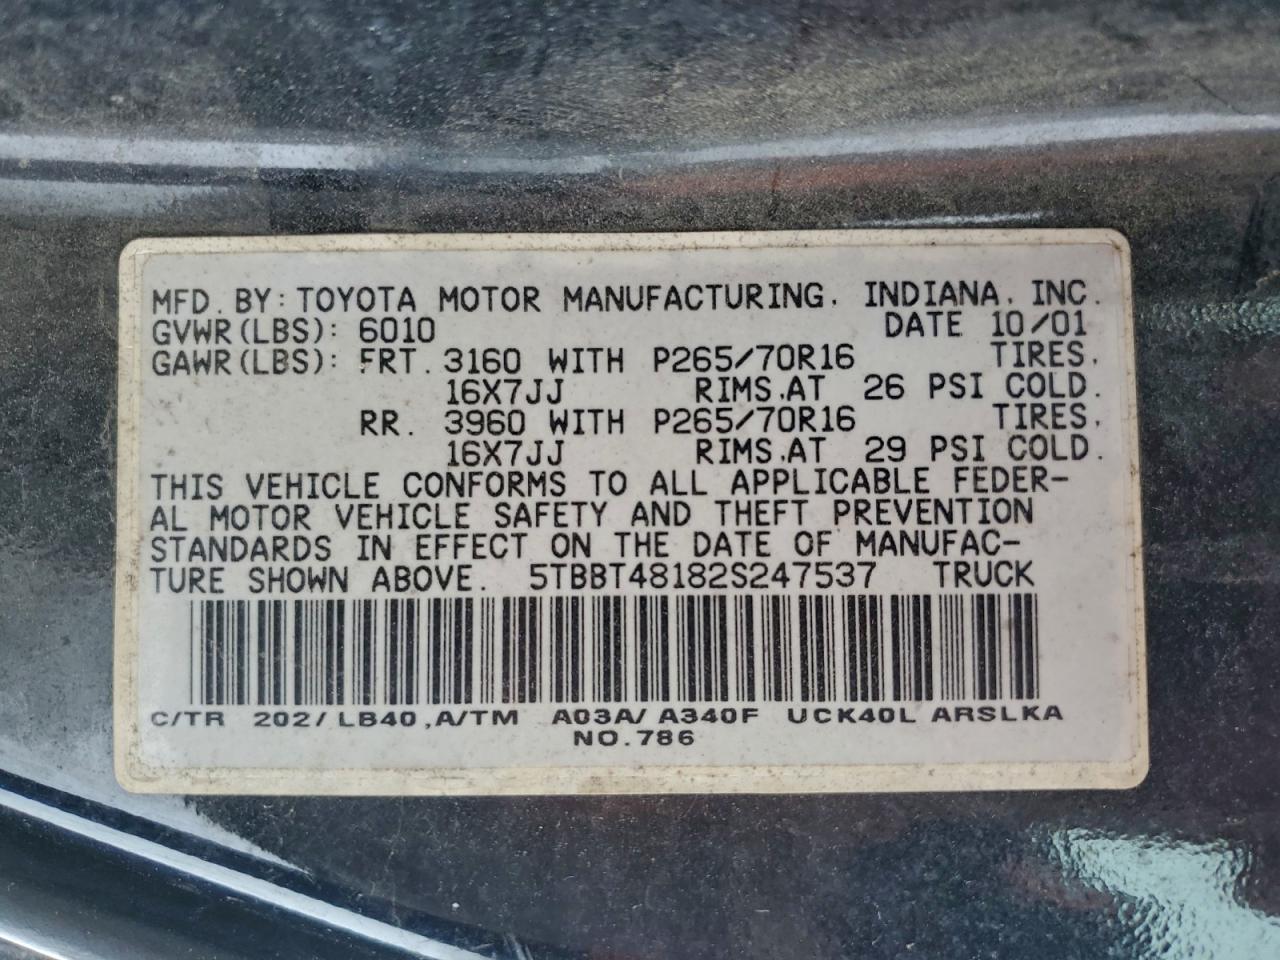 MFD. BY: TOYOTA MOTOR MANUFACTURING. INDIANA. INC.
GVWR(LBS): 6010 DATE 10/01
GAWR(LBS): FRT. 3160 WITH P265/70R16 TIRES.
16X7JJ RIMS.AT 26 PSI COLD.
RR. 3960 WITH P265/70R16 TIRES.
16X7JJ RIMS.AT 29 PSI COLD.
THIS VEHICLE CONFORMS TO ALL APPLICABLE FEDER-
AL MOTOR VEHICLE SAFETY AND THEFT PREVENTION
STANDARDS IN EFFECT ON THE DATE OF MANUFAC-
TURE SHOWN ABOVE. 5TBBT48182S247537 TRUCK
C/TR 202/LB40,A/TM A03A/A340F UCK40L ARSLKA
NO.786